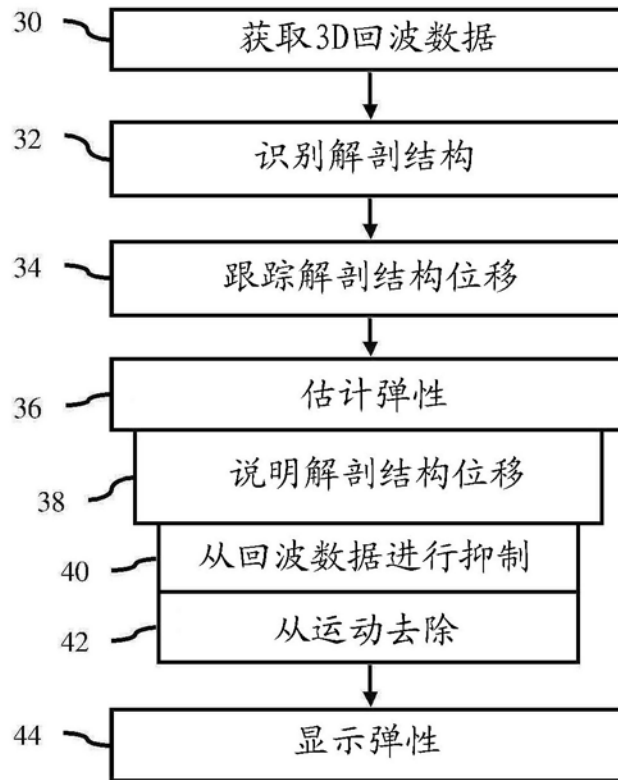 30
获取3D回波数据
32
识别解剖结构
34
跟踪解剖结构位移
36
估计弹性
38
说明解剖结构位移
40
从回波数据进行抑制
42
从运动去除
44
显示弹性